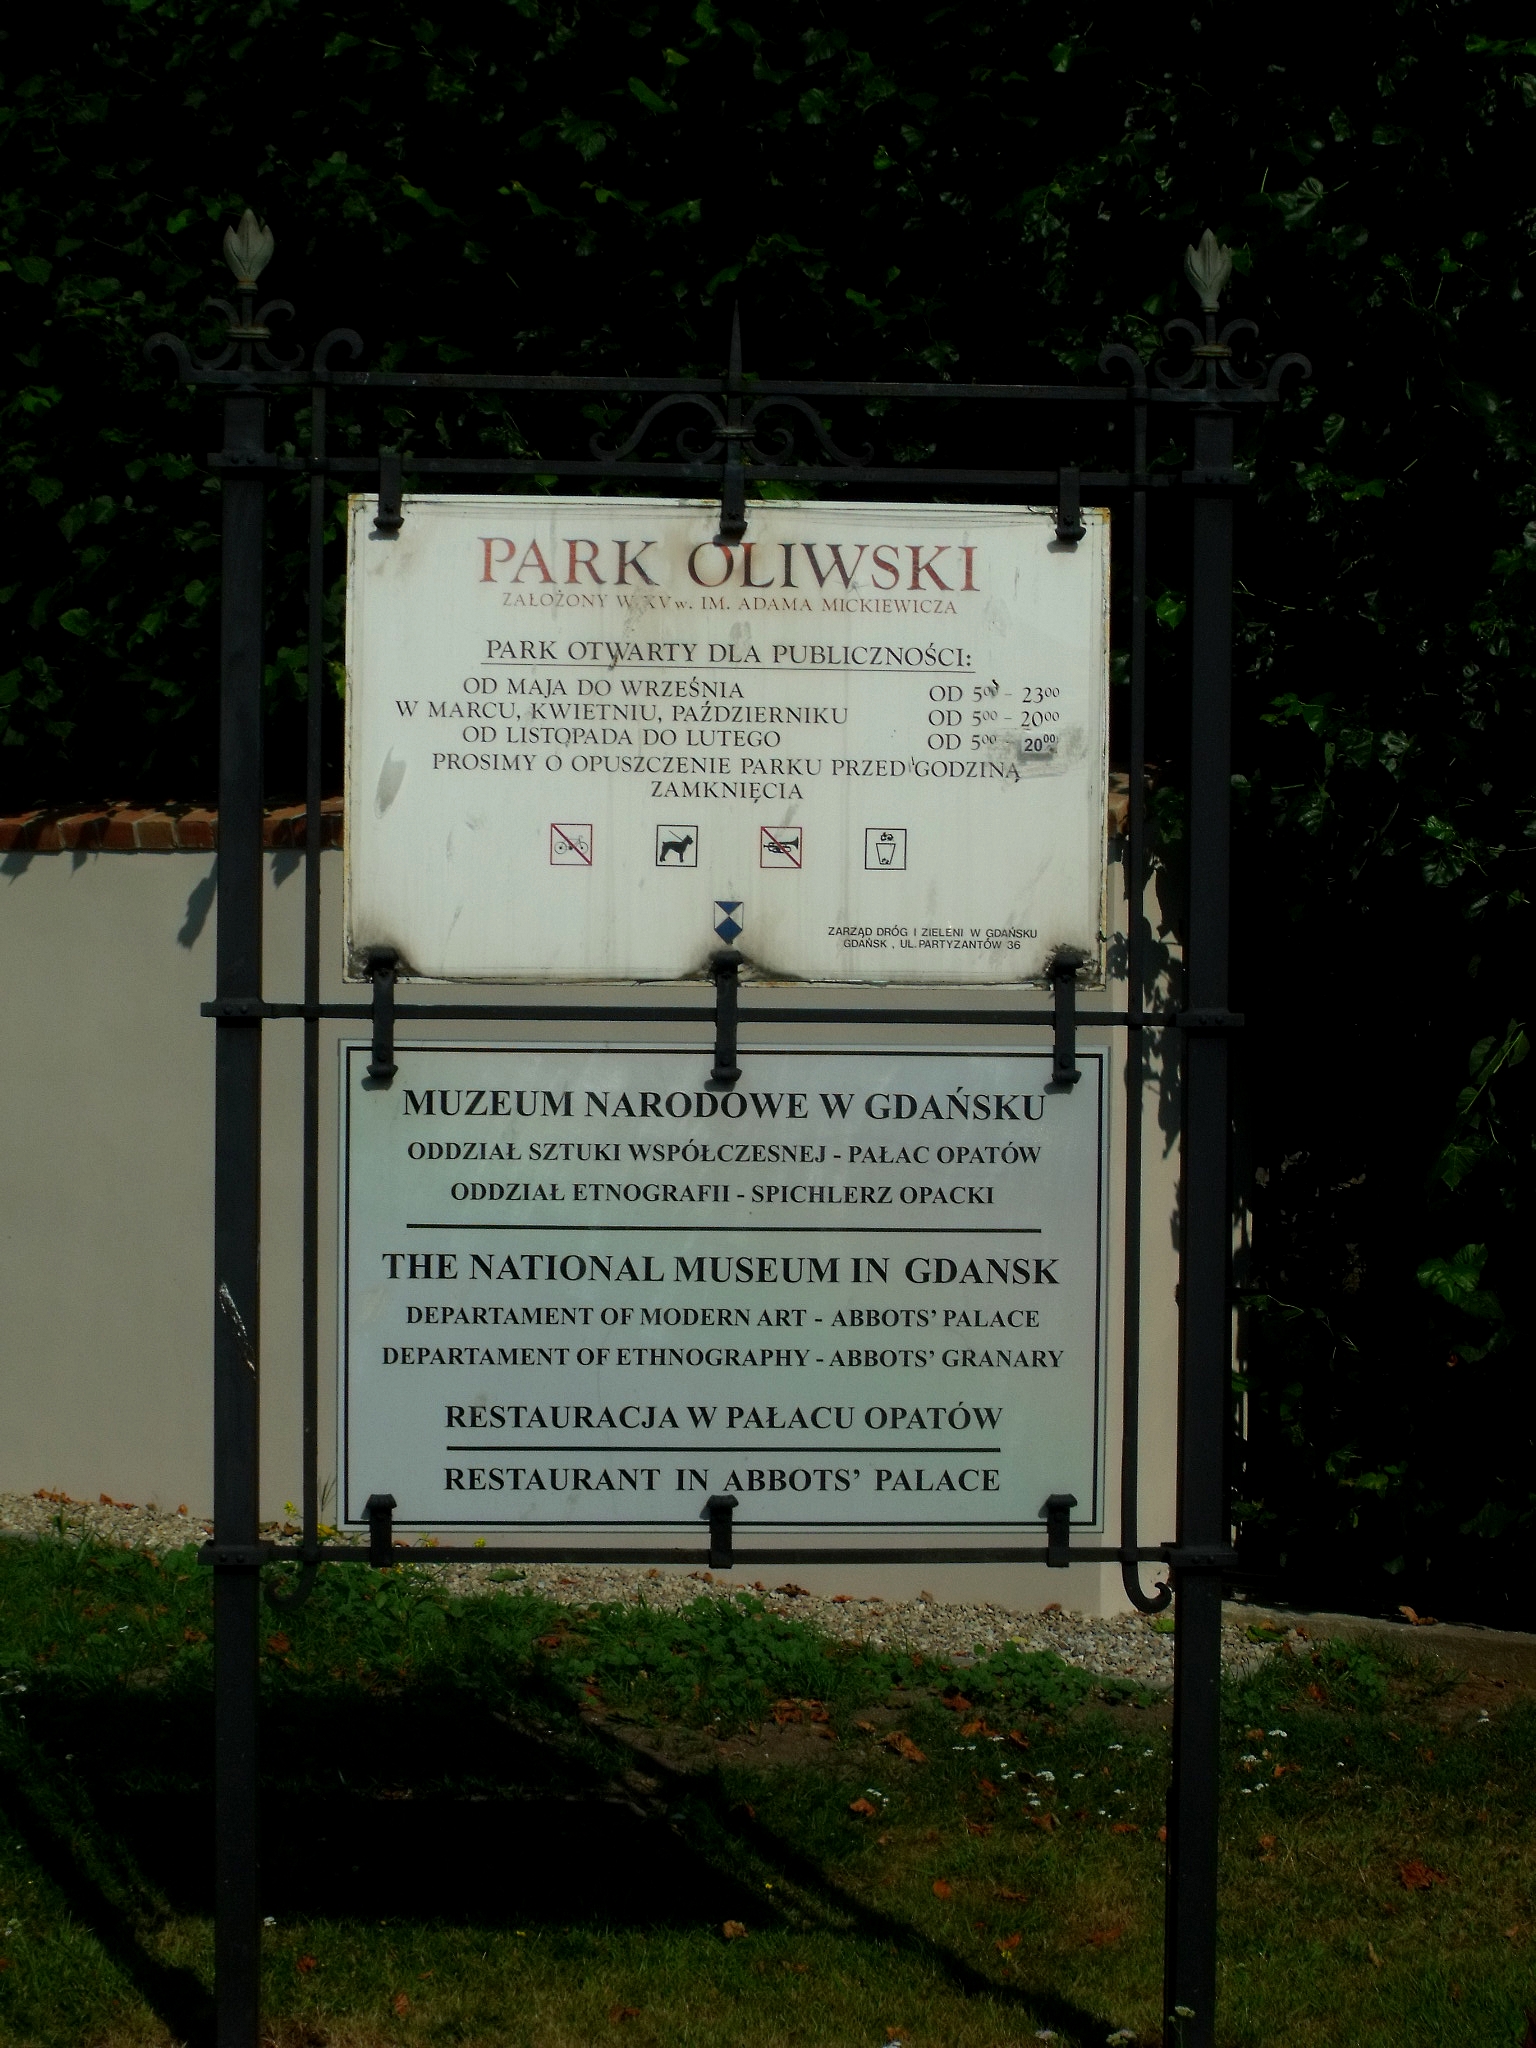 PARK OLIWSKI
ZAŁOŻONY W XV w. IM. ADAMA MICKIEWICZA
PARK OTWARTY DLA PUBLICZNOŚCI:
OD MAJA DO WRZEŚNIA OD 5⁰⁰ - 23⁰⁰
W MARCU, KWIETNIU, PAŹDZIERNIKU OD 5⁰⁰ - 20⁰⁰
OD LISTOPADA DO LUTEGO OD 5⁰⁰ - 20⁰⁰
PROSIMY O OPUSZCZENIE PARKU PRZED GODZINĄ
ZAMKNIĘCIA
ZARZĄD DRÓG I ZIELENI W GDAŃSKU
GDAŃSK , UL. PARTYZANTÓW 36
MUZEUM NARODOWE W GDAŃSKU
ODDZIAŁ SZTUKI WSPÓŁCZESNEJ - PAŁAC OPATÓW
ODDZIAŁ ETNOGRAFII - SPICHLERZ OPACKI
THE NATIONAL MUSEUM IN GDANSK
DEPARTAMENT OF MODERN ART - ABBOTS' PALACE
DEPARTAMENT OF ETHNOGRAPHY - ABBOTS' GRANARY
RESTAURACJA W PAŁACU OPATÓW
RESTAURANT IN ABBOTS' PALACE